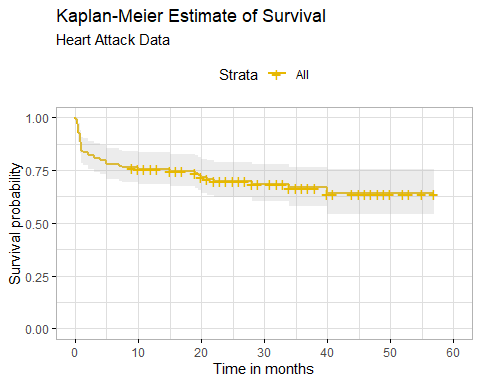 Kaplan-Meier Estimate of Survival
Heart Attack Data
Strata All
1.00
0.75
0.50
0.25
0.00
Survival probability
0 10 20 30 40 50 60
Time in months